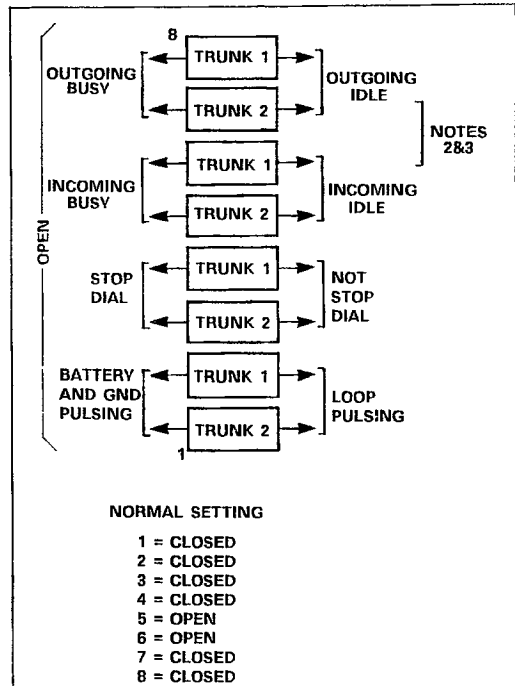 8
TRUNK 1
OUTGOING
BUSY
OUTGOING
IDLE
TRUNK 2
NOTES
2&3
TRUNK 1
INCOMING
BUSY
INCOMING
IDLE
TRUNK 2
OPEN
TRUNK 1
STOP
DIAL
NOT
STOP
DIAL
TRUNK 2
TRUNK 1
BATTERY
AND GND
PULSING
LOOP
PULSING
TRUNK 2
1
NORMAL SETTING
1 = CLOSED
2 = CLOSED
3 = CLOSED
4 = CLOSED
5 = OPEN
6 = OPEN
7 = CLOSED
8 = CLOSED